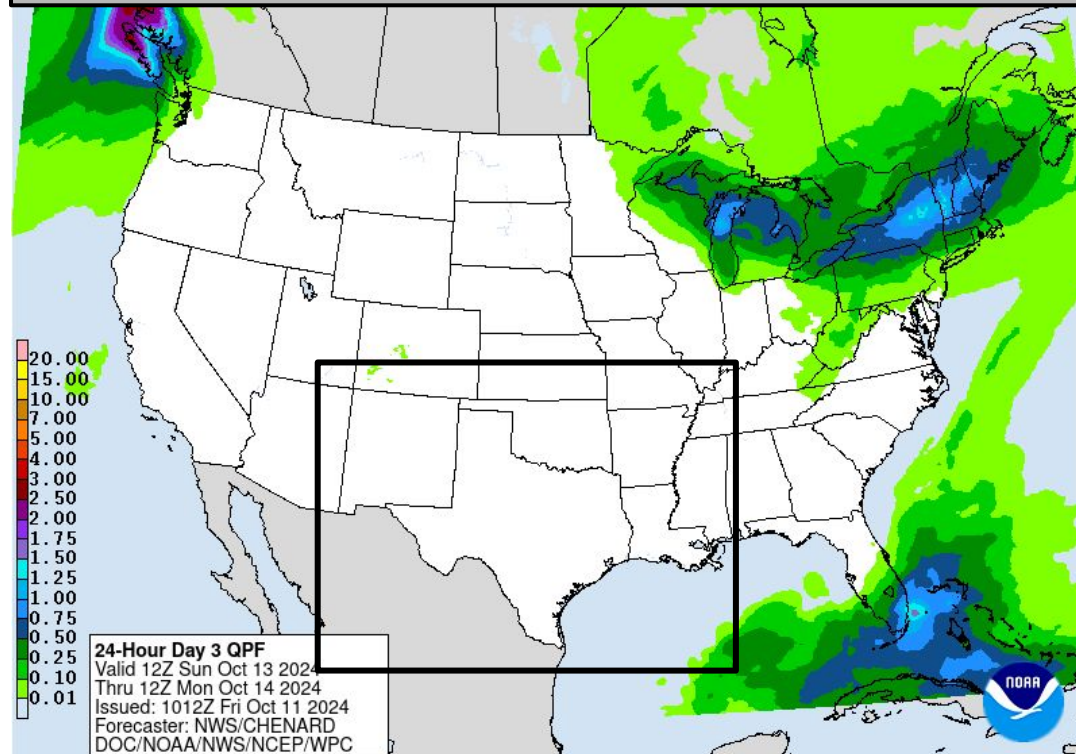 20.00
15.00
10.00
7.00
5.00
4.00
3.00
2.50
2.00
1.75
1.50
1.25
1.00
0.75
0.50
0.25
0.10
0.01
24-Hour Day 3 QPF
Valid 12Z Sun Oct 13 2024
Thru 12Z Mon Oct 14 2024
Issued: 1012Z Fri Oct 11 2024
Forecaster: NWS/CHENARD
DOC/NOAA/NWS/NCEP/WPC
NOAA